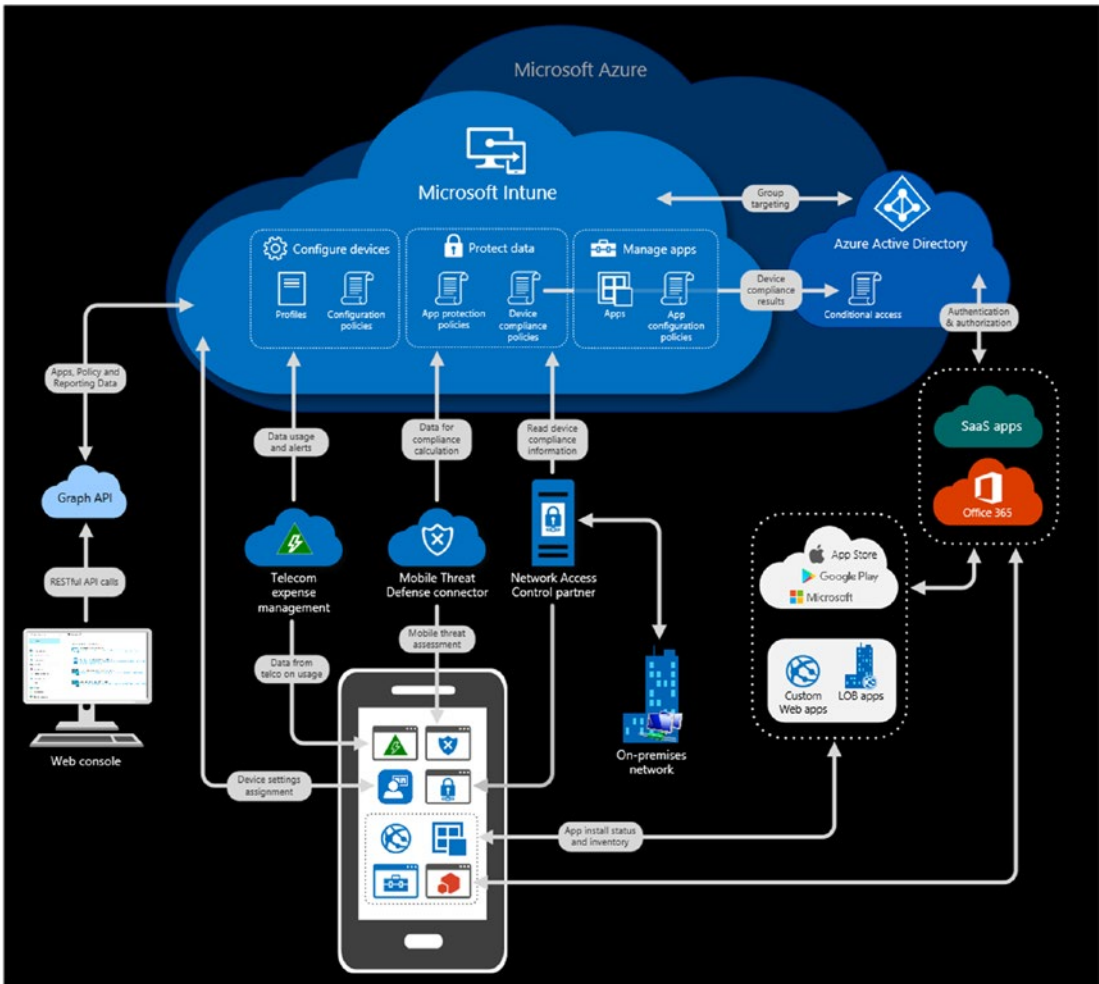 Microsoft Azure
Microsoft Intune
Group
targeting
Azure Active Directory
Configure devices
Protect data
Manage apps
Profiles
Configuration
policies
App protection
policies
Device
compliance
policies
Apps
App
configuration
policies
Device
compliance
results
Conditional access
Authentication
& authorization
Apps, Policy and
Reporting Data
Data usage
and alerts
Data for
compliance
calculation
Read device
compliance
information
SaaS apps
Office 365
Graph API
RESTful API calls
Telecom
expense
management
Mobile Threat
Defense connector
Network Access
Control partner
App Store
Google Play
Microsoft
Custom
Web apps
LOB apps
Mobile threat
assessment
Data from
telco on usage
Web console
On-premises
network
Device settings
assignment
App install status
and inventory